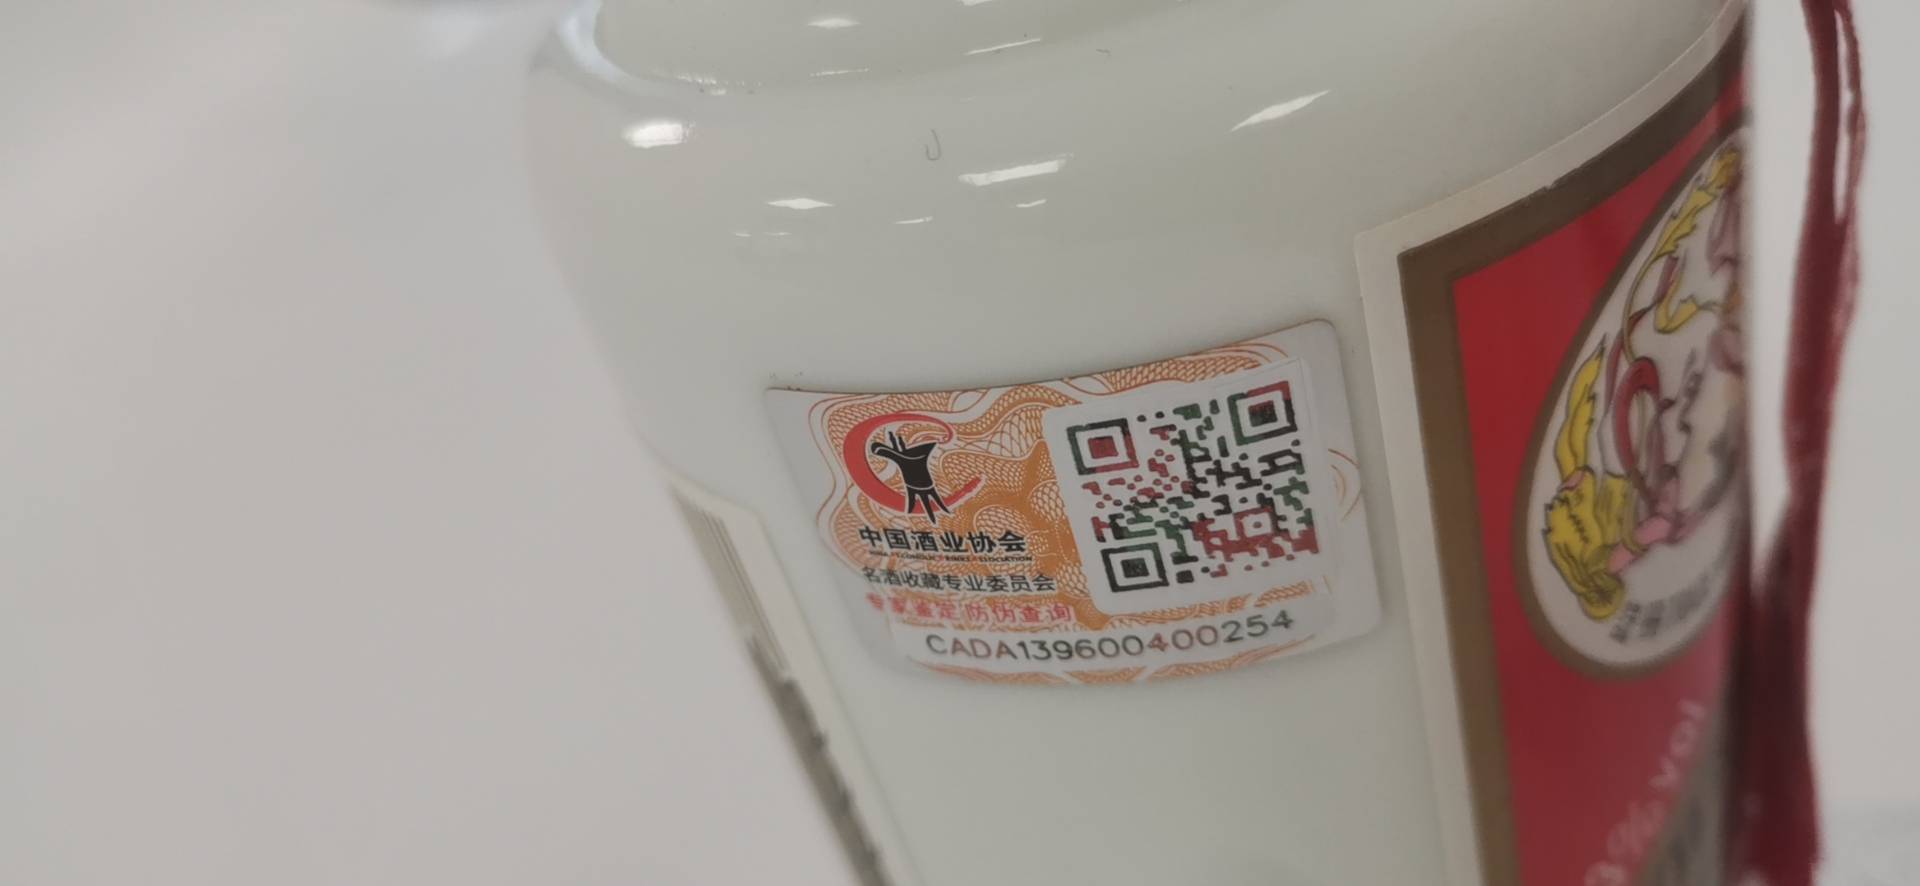 中国酒业协会
名酒收藏专业委员会
专家鉴定 防伪查询
CADA139600400254